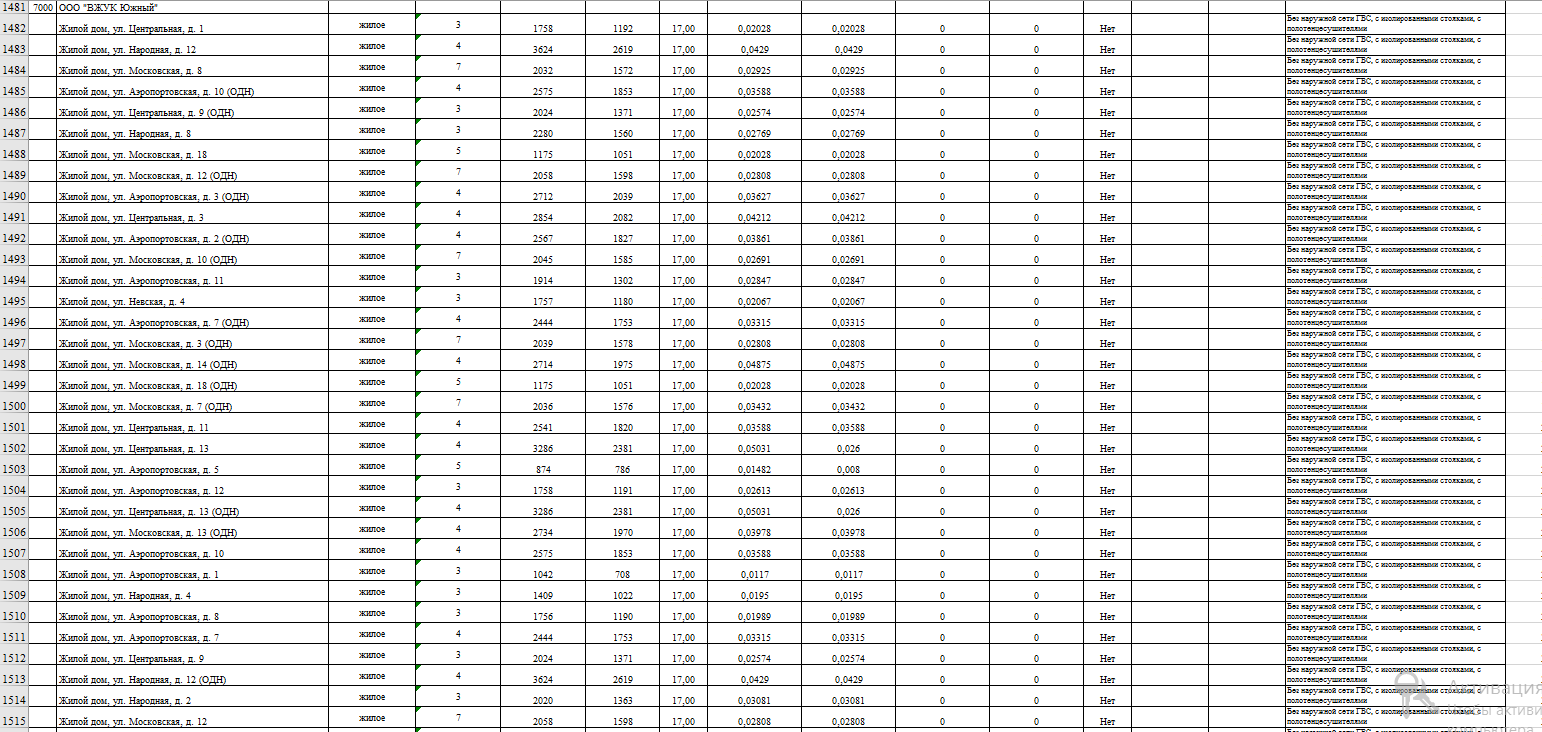 1481 7000 ООО "ВЖУК Южный"
1482 Жилой дом, ул. Центральная, д. 1 жилое 3 1758 1192 17,00 0,02028 0,02028 0 0 Нет Без наружной сети ГВС, с изолированными стояками, с полотенцесушителями
1483 Жилой дом, ул. Народная, д. 12 жилое 4 3624 2619 17,00 0,0429 0,0429 0 0 Нет Без наружной сети ГВС, с изолированными стояками, с полотенцесушителями
1484 Жилой дом, ул. Московская, д. 8 жилое 7 2032 1572 17,00 0,02925 0,02925 0 0 Нет Без наружной сети ГВС, с изолированными стояками, с полотенцесушителями
1485 Жилой дом, ул. Аэропортовская, д. 10 (ОДН) жилое 4 2575 1853 17,00 0,03588 0,03588 0 0 Нет Без наружной сети ГВС, с изолированными стояками, с полотенцесушителями
1486 Жилой дом, ул. Центральная, д. 9 (ОДН) жилое 3 2024 1371 17,00 0,02574 0,02574 0 0 Нет Без наружной сети ГВС, с изолированными стояками, с полотенцесушителями
1487 Жилой дом, ул. Народная, д. 8 жилое 3 2280 1560 17,00 0,02769 0,02769 0 0 Нет Без наружной сети ГВС, с изолированными стояками, с полотенцесушителями
1488 Жилой дом, ул. Московская, д. 18 жилое 5 1175 1051 17,00 0,02028 0,02028 0 0 Нет Без наружной сети ГВС, с изолированными стояками, с полотенцесушителями
1489 Жилой дом, ул. Московская, д. 12 (ОДН) жилое 7 2058 1598 17,00 0,02808 0,02808 0 0 Нет Без наружной сети ГВС, с изолированными стояками, с полотенцесушителями
1490 Жилой дом, ул. Аэропортовская, д. 3 (ОДН) жилое 4 2712 2039 17,00 0,03627 0,03627 0 0 Нет Без наружной сети ГВС, с изолированными стояками, с полотенцесушителями
1491 Жилой дом, ул. Центральная, д. 3 жилое 4 2854 2082 17,00 0,04212 0,04212 0 0 Нет Без наружной сети ГВС, с изолированными стояками, с полотенцесушителями
1492 Жилой дом, ул. Аэропортовская, д. 2 (ОДН) жилое 4 2567 1827 17,00 0,03861 0,03861 0 0 Нет Без наружной сети ГВС, с изолированными стояками, с полотенцесушителями
1493 Жилой дом, ул. Московская, д. 10 (ОДН) жилое 7 2045 1585 17,00 0,02691 0,02691 0 0 Нет Без наружной сети ГВС, с изолированными стояками, с полотенцесушителями
1494 Жилой дом, ул. Аэропортовская, д. 11 жилое 3 1914 1302 17,00 0,02847 0,02847 0 0 Нет Без наружной сети ГВС, с изолированными стояками, с полотенцесушителями
1495 Жилой дом, ул. Невская, д. 4 жилое 3 1757 1180 17,00 0,02067 0,02067 0 0 Нет Без наружной сети ГВС, с изолированными стояками, с полотенцесушителями
1496 Жилой дом, ул. Аэропортовская, д. 7 (ОДН) жилое 4 2444 1753 17,00 0,03315 0,03315 0 0 Нет Без наружной сети ГВС, с изолированными стояками, с полотенцесушителями
1497 Жилой дом, ул. Московская, д. 3 (ОДН) жилое 7 2039 1578 17,00 0,02808 0,02808 0 0 Нет Без наружной сети ГВС, с изолированными стояками, с полотенцесушителями
1498 Жилой дом, ул. Московская, д. 14 (ОДН) жилое 4 2714 1975 17,00 0,04875 0,04875 0 0 Нет Без наружной сети ГВС, с изолированными стояками, с полотенцесушителями
1499 Жилой дом, ул. Московская, д. 18 (ОДН) жилое 5 1175 1051 17,00 0,02028 0,02028 0 0 Нет Без наружной сети ГВС, с изолированными стояками, с полотенцесушителями
1500 Жилой дом, ул. Московская, д. 7 (ОДН) жилое 7 2036 1576 17,00 0,03432 0,03432 0 0 Нет Без наружной сети ГВС, с изолированными стояками, с полотенцесушителями
1501 Жилой дом, ул. Центральная, д. 11 жилое 4 2541 1820 17,00 0,03588 0,03588 0 0 Нет Без наружной сети ГВС, с изолированными стояками, с полотенцесушителями
1502 Жилой дом, ул. Центральная, д. 13 жилое 4 3286 2381 17,00 0,05031 0,026 0 0 Нет Без наружной сети ГВС, с изолированными стояками, с полотенцесушителями
1503 Жилой дом, ул. Аэропортовская, д. 5 жилое 5 874 786 17,00 0,01482 0,008 0 0 Нет Без наружной сети ГВС, с изолированными стояками, с полотенцесушителями
1504 Жилой дом, ул. Аэропортовская, д. 12 жилое 3 1758 1191 17,00 0,02613 0,02613 0 0 Нет Без наружной сети ГВС, с изолированными стояками, с полотенцесушителями
1505 Жилой дом, ул. Центральная, д. 13 (ОДН) жилое 4 3286 2381 17,00 0,05031 0,026 0 0 Нет Без наружной сети ГВС, с изолированными стояками, с полотенцесушителями
1506 Жилой дом, ул. Московская, д. 13 (ОДН) жилое 4 2734 1970 17,00 0,03978 0,03978 0 0 Нет Без наружной сети ГВС, с изолированными стояками, с полотенцесушителями
1507 Жилой дом, ул. Аэропортовская, д. 10 жилое 4 2575 1853 17,00 0,03588 0,03588 0 0 Нет Без наружной сети ГВС, с изолированными стояками, с полотенцесушителями
1508 Жилой дом, ул. Аэропортовская, д. 1 жилое 3 1042 708 17,00 0,0117 0,0117 0 0 Нет Без наружной сети ГВС, с изолированными стояками, с полотенцесушителями
1509 Жилой дом, ул. Народная, д. 4 жилое 3 1409 1022 17,00 0,0195 0,0195 0 0 Нет Без наружной сети ГВС, с изолированными стояками, с полотенцесушителями
1510 Жилой дом, ул. Аэропортовская, д. 8 жилое 3 1756 1190 17,00 0,01989 0,01989 0 0 Нет Без наружной сети ГВС, с изолированными стояками, с полотенцесушителями
1511 Жилой дом, ул. Аэропортовская, д. 7 жилое 4 2444 1753 17,00 0,03315 0,03315 0 0 Нет Без наружной сети ГВС, с изолированными стояками, с полотенцесушителями
1512 Жилой дом, ул. Центральная, д. 9 жилое 3 2024 1371 17,00 0,02574 0,02574 0 0 Нет Без наружной сети ГВС, с изолированными стояками, с полотенцесушителями
1513 Жилой дом, ул. Народная, д. 12 (ОДН) жилое 4 3624 2619 17,00 0,0429 0,0429 0 0 Нет Без наружной сети ГВС, с изолированными стояками, с полотенцесушителями
1514 Жилой дом, ул. Народная, д. 2 жилое 3 2020 1363 17,00 0,03081 0,03081 0 0 Нет Без наружной сети ГВС, с изолированными стояками, с полотенцесушителями
1515 Жилой дом, ул. Московская, д. 12 жилое 7 2058 1598 17,00 0,02808 0,02808 0 0 Нет Без наружной сети ГВС, с изолированными стояками, с полотенцесушителями
Активация